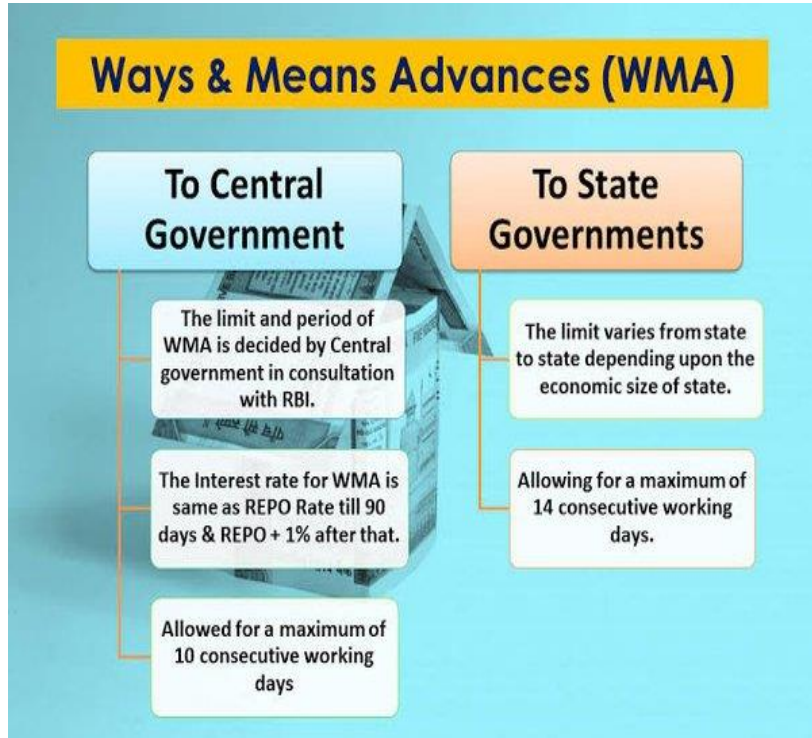 Ways & Means Advances (WMA)
To Central
Government
The limit and period of
WMA is decided by Central
government in consultation
with RBI.
The Interest rate for WMA is
same as REPO Rate till 90
days & REPO + 1% after that.
Allowed for a maximum of
10 consecutive working
days
To State
Governments
The limit varies from state
to state depending upon the
economic size of state.
Allowing for a maximum of
14 consecutive working
days.